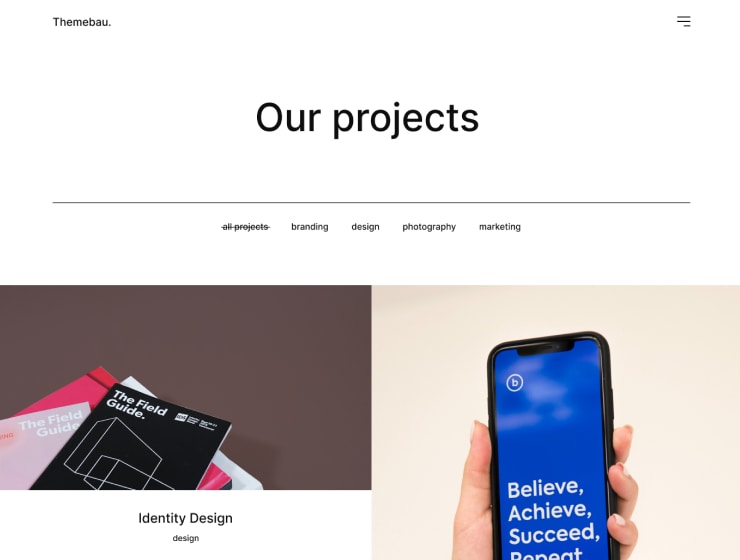 Themebau.
Our projects
all projects branding design photography marketing
The Field
Guide.
The Field
Guide.
b
Believe,
Achieve,
Succeed,
Repeat
Identity Design
design